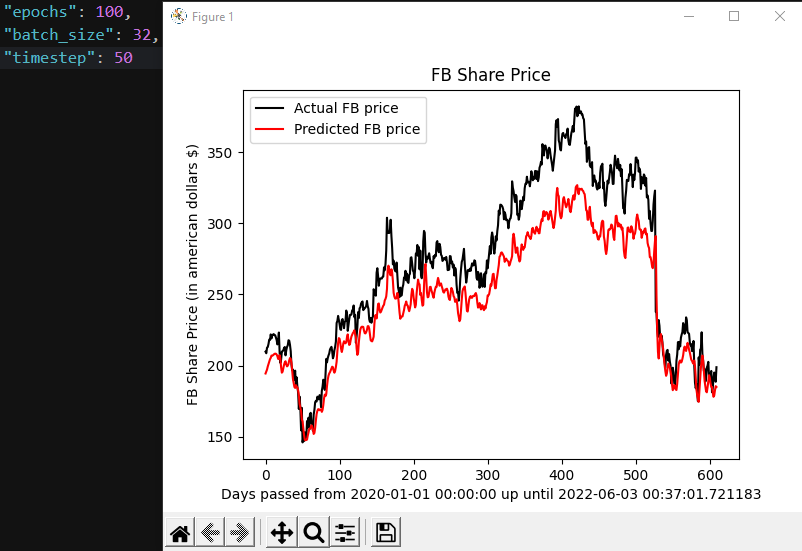 "epochs": 100,
"batch_size": 32,
"timestep": 50
Figure 1
FB Share Price
Actual FB price
Predicted FB price
FB Share Price (in american dollars $)
350
300
250
200
150
0 100 200 300 400 500 600
Days passed from 2020-01-01 00:00:00 up until 2022-06-03 00:37:01.721183